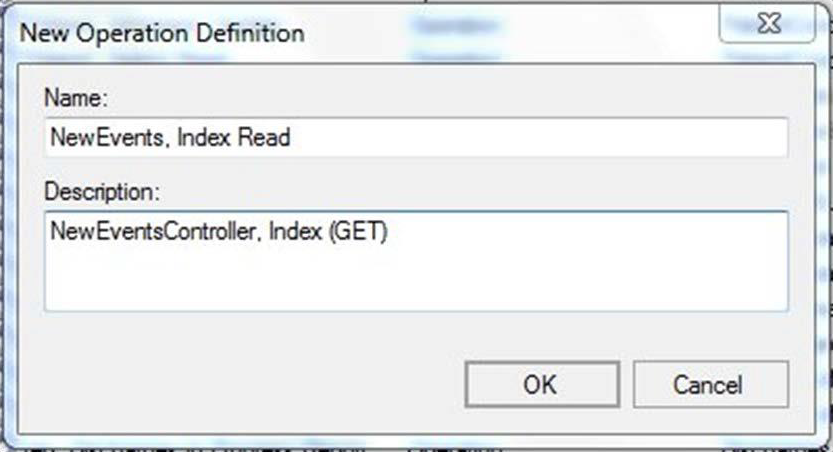 New Operation Definition
Name:
NewEvents, Index Read
Description:
NewEventsController, Index (GET)
OK Cancel